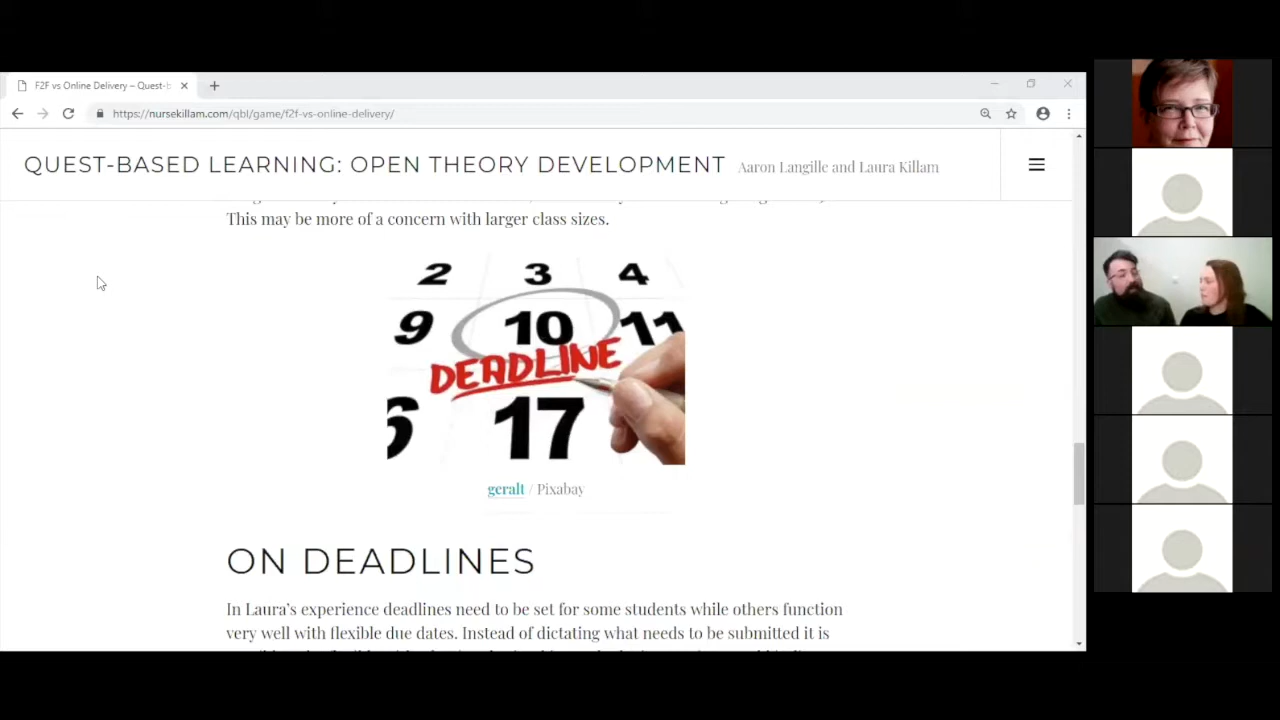 F2F vs Online Delivery – Quest-b
https://nursekillam.com/qbl/game/f2f-vs-online-delivery/
QUEST-BASED LEARNING: OPEN THEORY DEVELOPMENT Aaron Langille and Laura Killam
This may be more of a concern with larger class sizes.
2 3 4
9 10 11
DEADLINE
6 17
geralt / Pixabay
ON DEADLINES
In Laura's experience deadlines need to be set for some students while others function
very well with flexible due dates. Instead of dictating what needs to be submitted it is